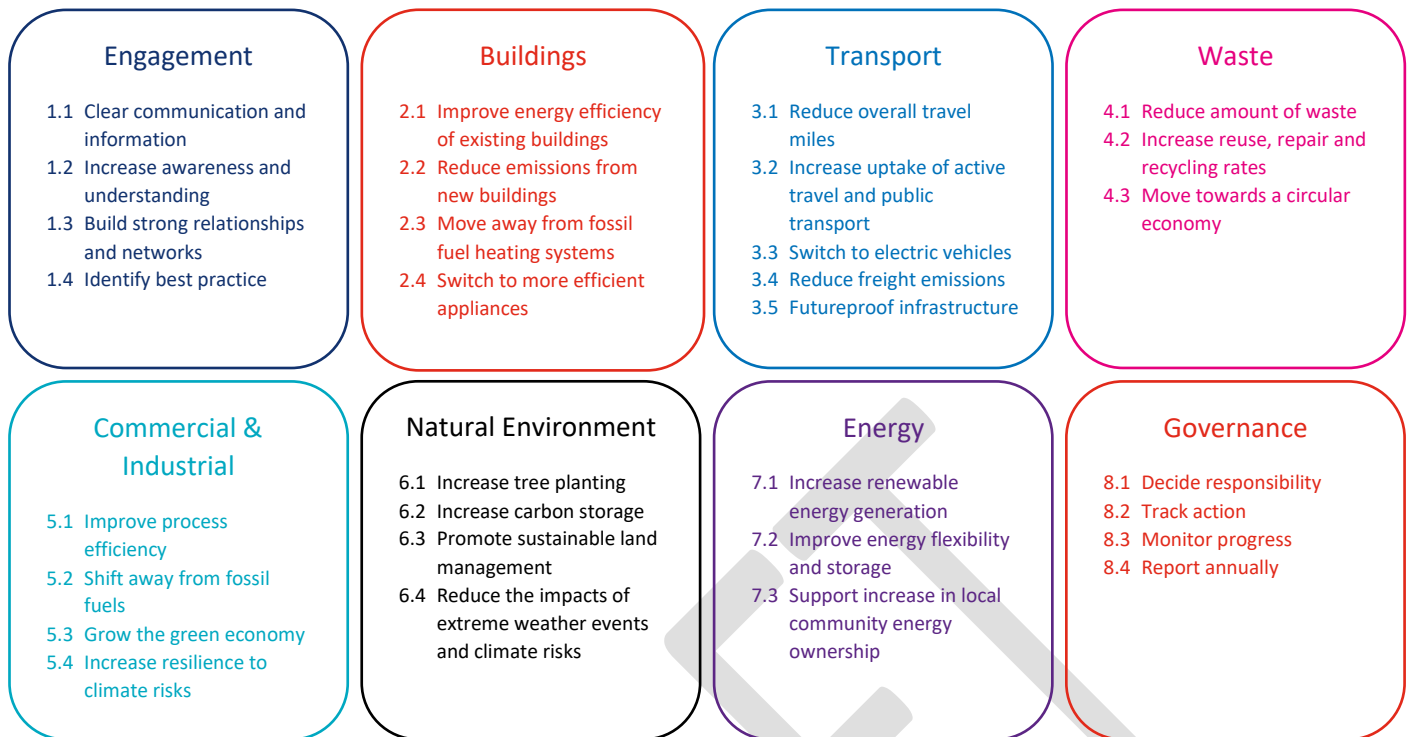 Engagement
1.1 Clear communication and
information
1.2 Increase awareness and
understanding
1.3 Build strong relationships
and networks
1.4 Identify best practice
Buildings
2.1 Improve energy efficiency
of existing buildings
2.2 Reduce emissions from
new buildings
2.3 Move away from fossil
fuel heating systems
2.4 Switch to more efficient
appliances
Transport
3.1 Reduce overall travel
miles
3.2 Increase uptake of active
travel and public
transport
3.3 Switch to electric vehicles
3.4 Reduce freight emissions
3.5 Futureproof infrastructure
Waste
4.1 Reduce amount of waste
4.2 Increase reuse, repair and
recycling rates
4.3 Move towards a circular
economy
Commercial &
Industrial
5.1 Improve process
efficiency
5.2 Shift away from fossil
fuels
5.3 Grow the green economy
5.4 Increase resilience to
climate risks
Natural Environment
6.1 Increase tree planting
6.2 Increase carbon storage
6.3 Promote sustainable land
management
6.4 Reduce the impacts of
extreme weather events
and climate risks
Energy
7.1 Increase renewable
energy generation
7.2 Improve energy flexibility
and storage
7.3 Support increase in local
community energy
ownership
Governance
8.1 Decide responsibility
8.2 Track action
8.3 Monitor progress
8.4 Report annually